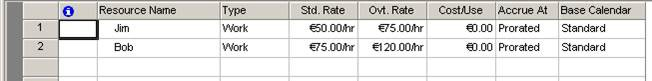 Resource Name Type Std. Rate Ovt. Rate Cost/Use Accrue At Base Calendar
1 Jim Work €50.00/hr €75.00/hr €0.00 Prorated Standard
2 Bob Work €75.00/hr €120.00/hr €0.00 Prorated Standard